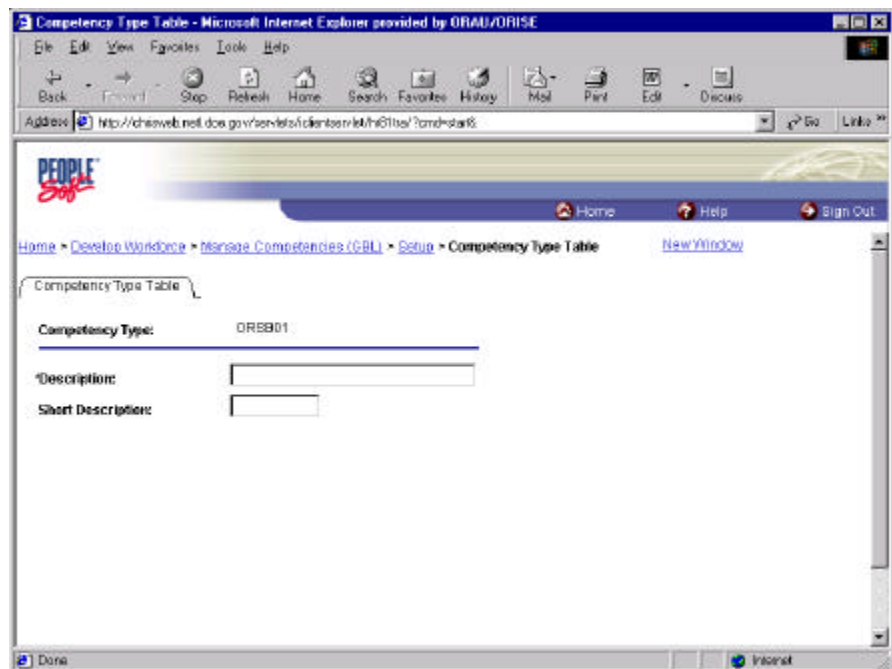 Competency Type Table - Microsoft Internet Explorer provided by ORAU/ORISE
File Edit View Favorites Tools Help
Back Forward Stop Refresh Home Search Favorites History Mail Print Edit Discuss
Address Go Links »
PEOPLE
Soft
Home Help Sign Out
Home > Develop Workforce > Manage Competencies (GBL) > Setup > Competency Type Table New Window
Competency Type Table
Competency Type:
*Description:
Short Description:
Done Internet